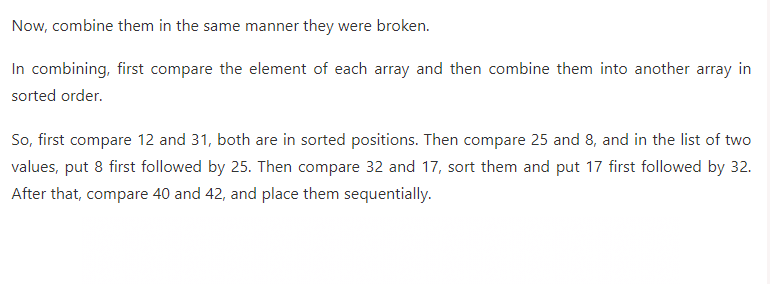 Now, combine them in the same manner they were broken.
In combining, first compare the element of each array and then combine them into another array in
sorted order.
So, first compare 12 and 31, both are in sorted positions. Then compare 25 and 8, and in the list of two
values, put 8 first followed by 25. Then compare 32 and 17, sort them and put 17 first followed by 32.
After that, compare 40 and 42, and place them sequentially.